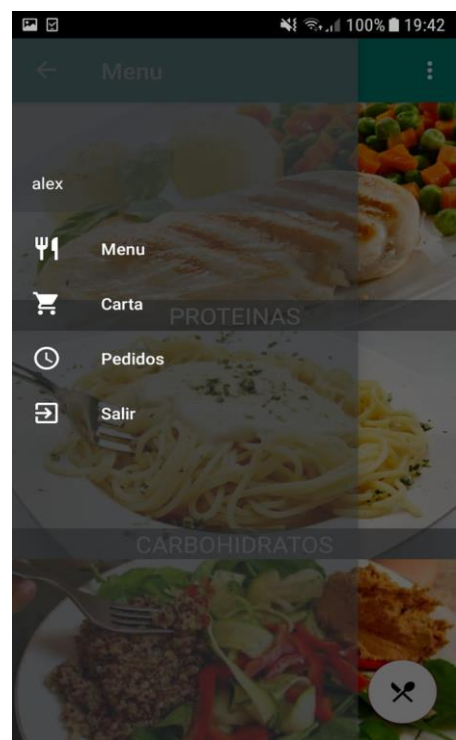 100% 19:42
Menu
alex
Menu
Carta
PROTEINAS
Pedidos
Salir
CARBOHIDRATOS